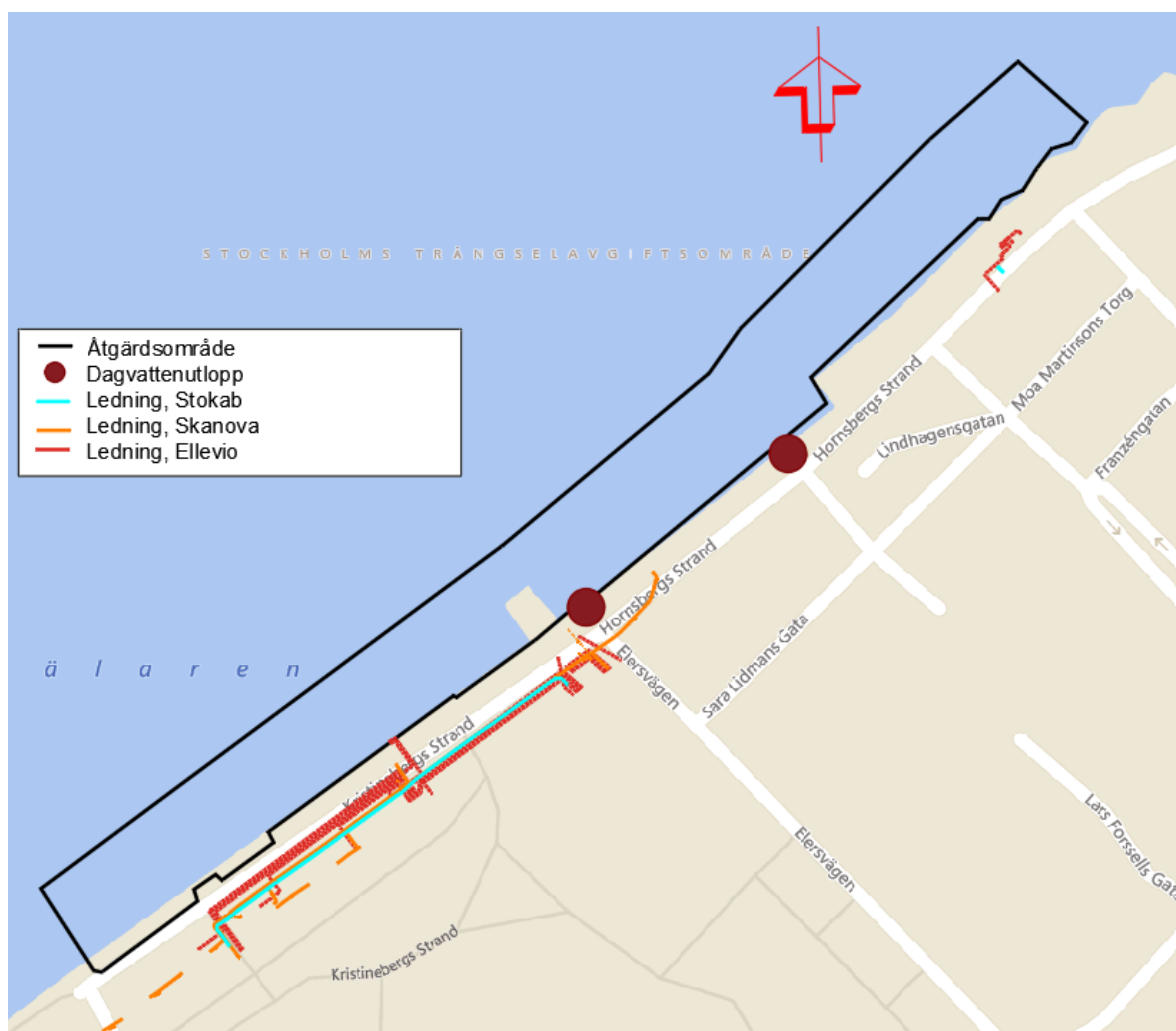 STOCKHOLMS TRÄNGSELAVGIFTSOMRÅDE
Åtgärdsområde
Dagvattenutlopp
Ledning, Stokab
Ledning, Skanova
Ledning, Ellevio
älaren
Moa Martinsons Torg
Hornsbergs Strand
Lindhagensgatan
Franzéngatan
Hornsbergs Strand
Sara Lidmans Gata
Elersvägen
Kristinebergs Strand
Lars Forssells Gata
Elersvägen
Kristinebergs Strand